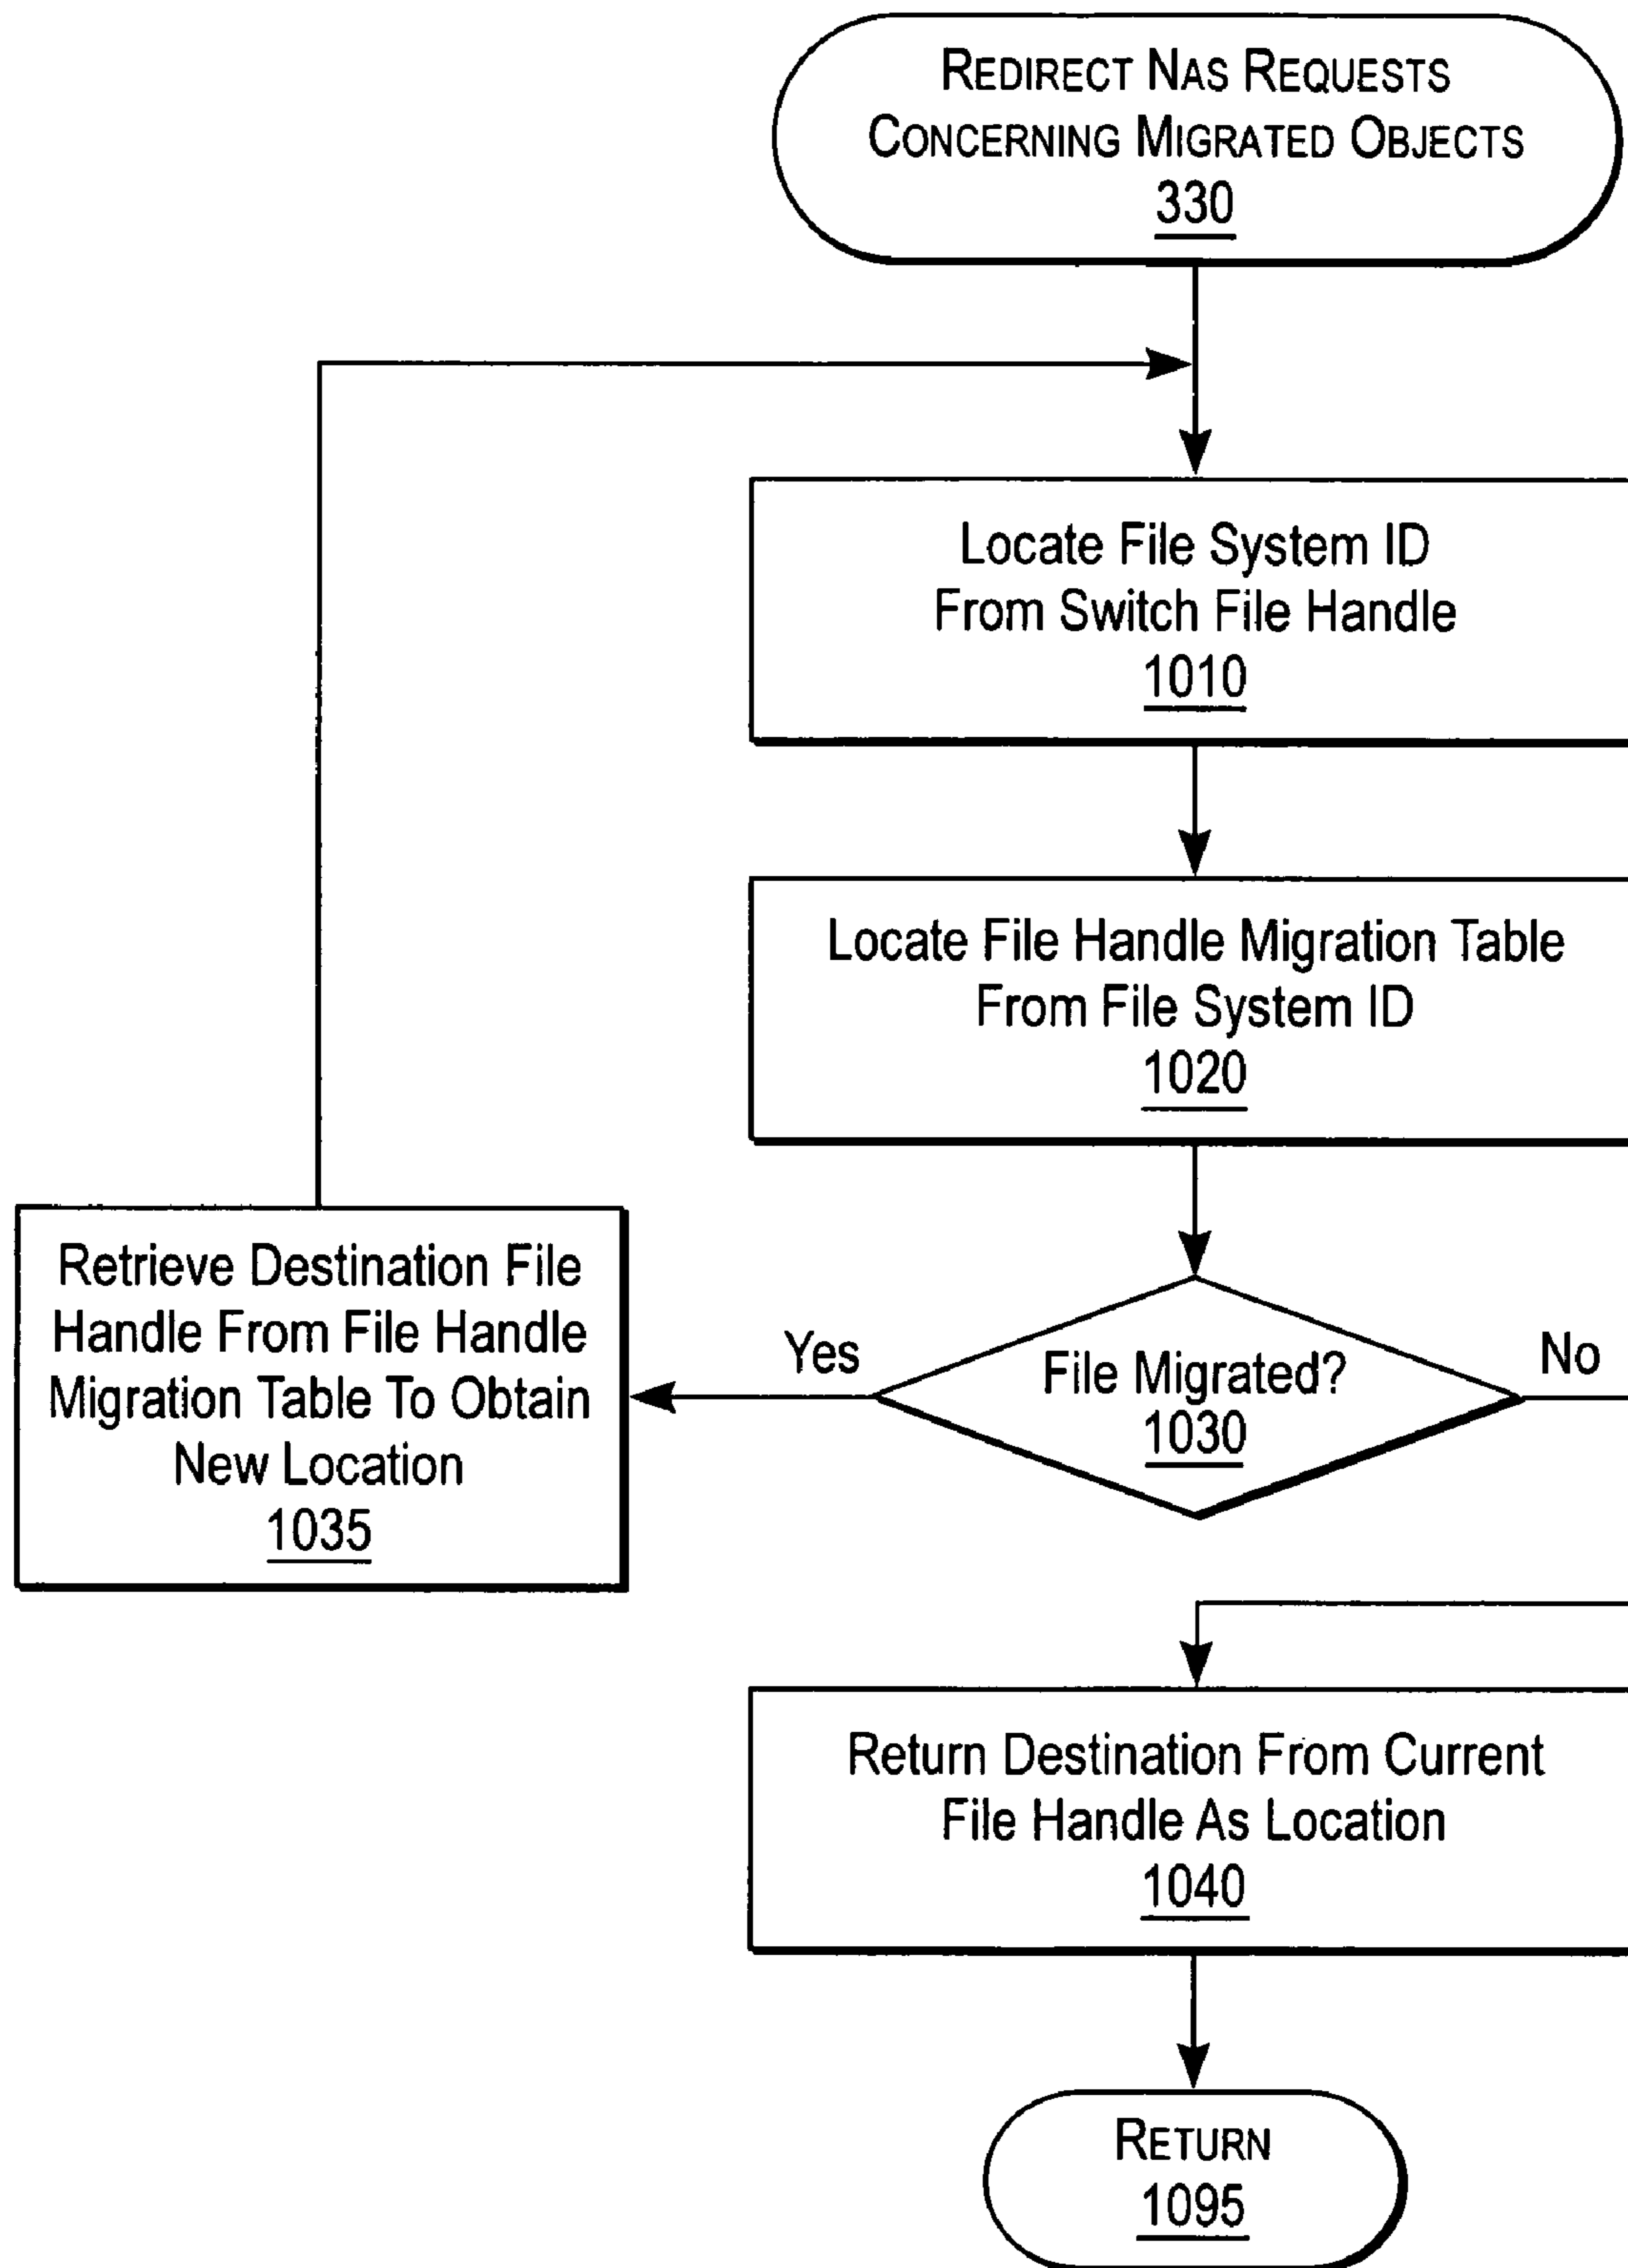 REDIRECT NAS REQUESTS
CONCERNING MIGRATED OBJECTS
330
Locate File System ID
From Switch File Handle
1010
Locate File Handle Migration Table
From File System ID
1020
Retrieve Destination File
Handle From File Handle
Migration Table To Obtain
New Location
1035
Yes
File Migrated?
1030
No
Return Destination From Current
File Handle As Location
1040
RETURN
1095